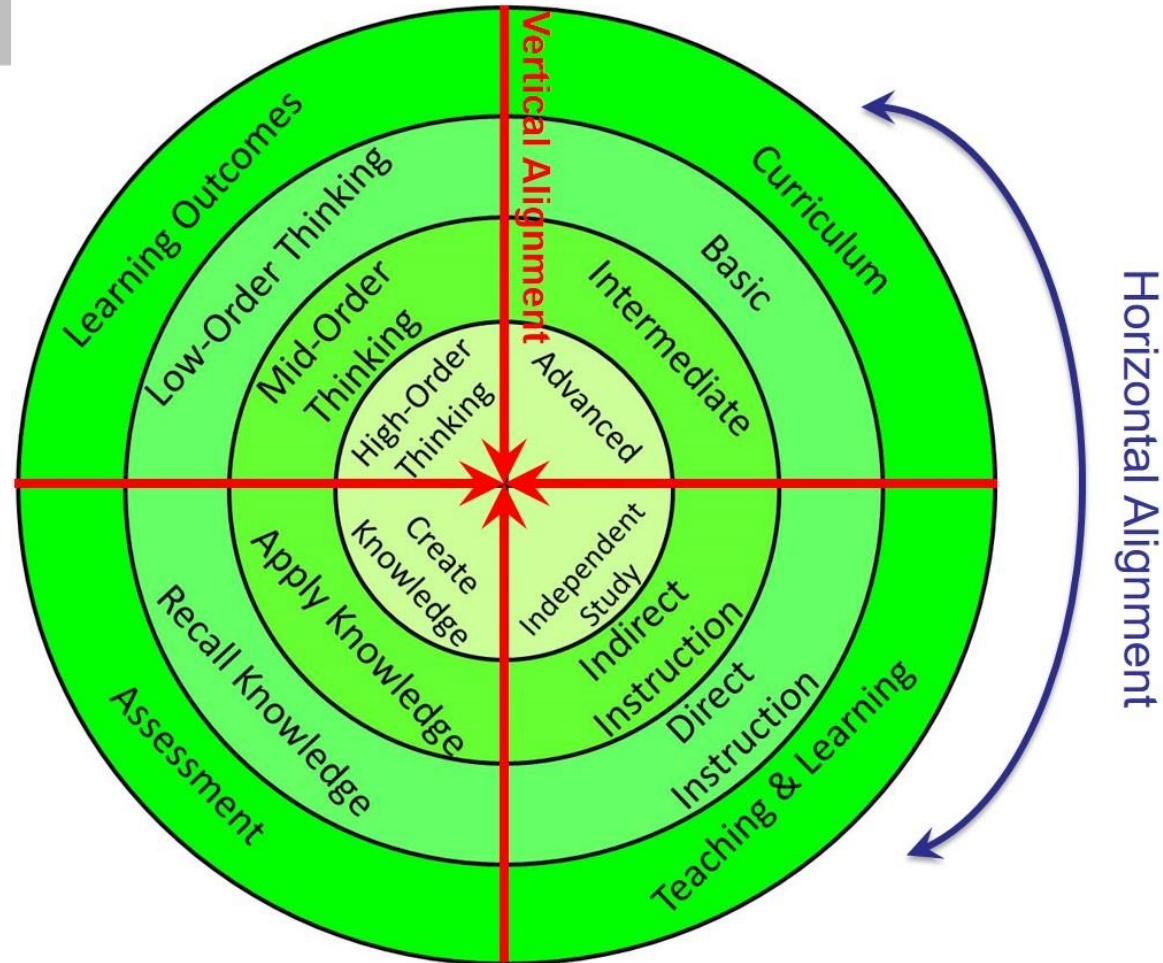 Vertical Alignment
Horizontal Alignment
Learning Outcomes
Low-Order Thinking
Mid-Order
Thinking
High-Order
Thinking
Curriculum
Basic
Intermediate
Advanced
Create
Knowledge
Apply Knowledge
Recall Knowledge
Assessment
Independent
Study
Indirect
Instruction
Direct
Instruction
Teaching & Learning